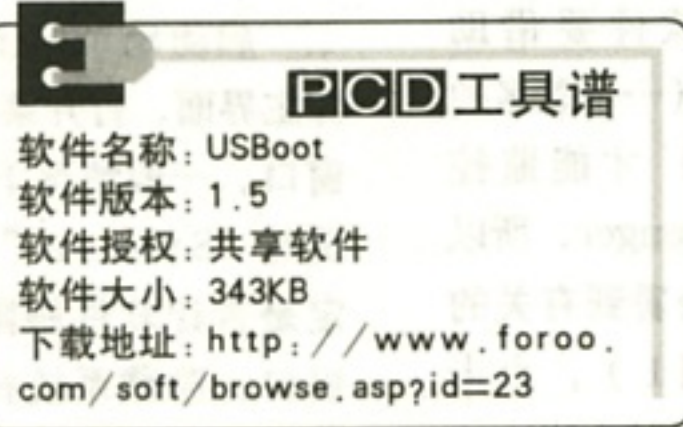 PCD工具谱
软件名称：USBoot
软件版本：1.5
软件授权：共享软件
软件大小：343KB
下载地址：http://www.foroo.
com/soft/browse.asp?id=23